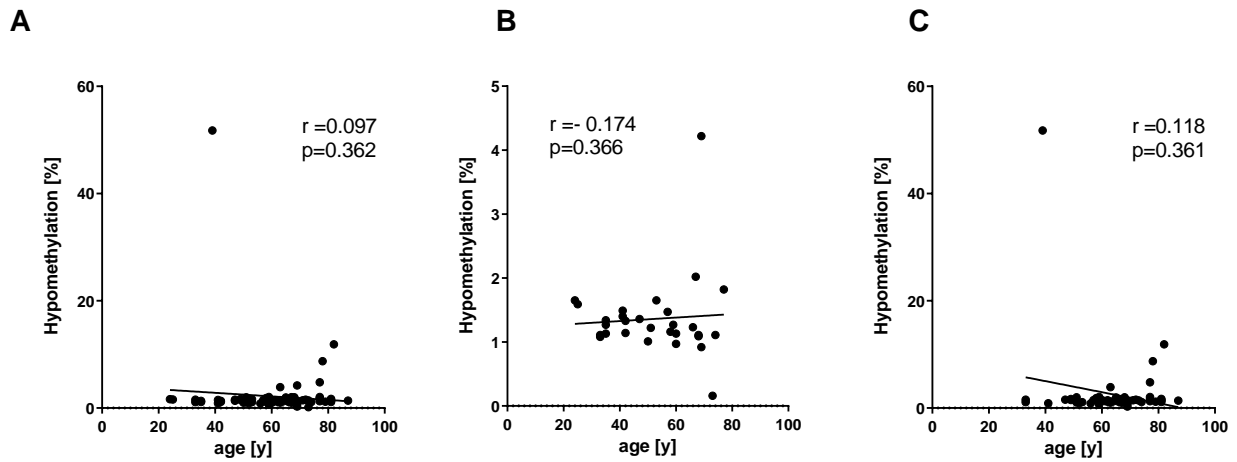 A
B
C
Hypomethylation [%]
60
40
20
0
r =0.097
p=0.362
0
20
40
60
80
100
age [y]
Hypomethylation [%]
5
4
3
2
1
0
r =- 0.174
p=0.366
0
20
40
60
80
100
age [y]
Hypomethylation [%]
60
40
20
0
r =0.118
p=0.361
0
20
40
60
80
100
age [y]